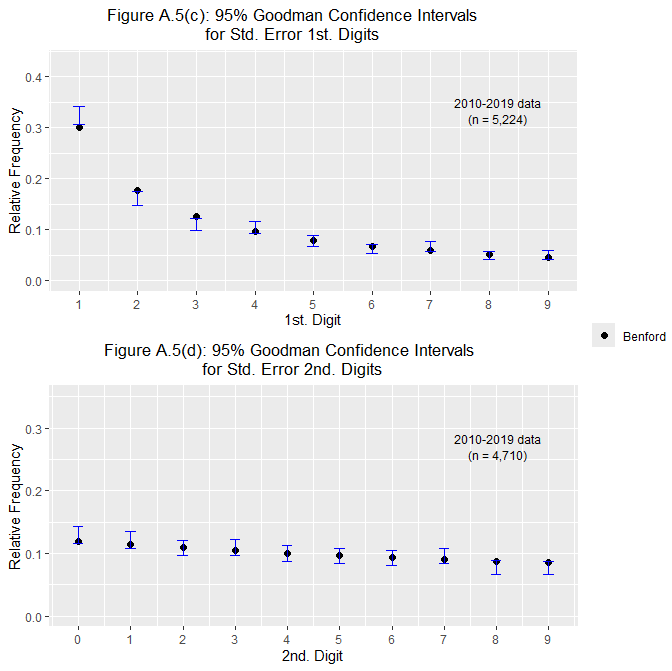 Figure A.5(c): 95% Goodman Confidence Intervals
for Std. Error 1st. Digits
Relative Frequency
0.4
0.3
0.2
0.1
0.0
2010-2019 data
(n = 5,224)
1 2 3 4 5 6 7 8 9
1st. Digit
Benford
Figure A.5(d): 95% Goodman Confidence Intervals
for Std. Error 2nd. Digits
Relative Frequency
0.3
0.2
0.1
0.0
2010-2019 data
(n = 4,710)
0 1 2 3 4 5 6 7 8 9
2nd. Digit